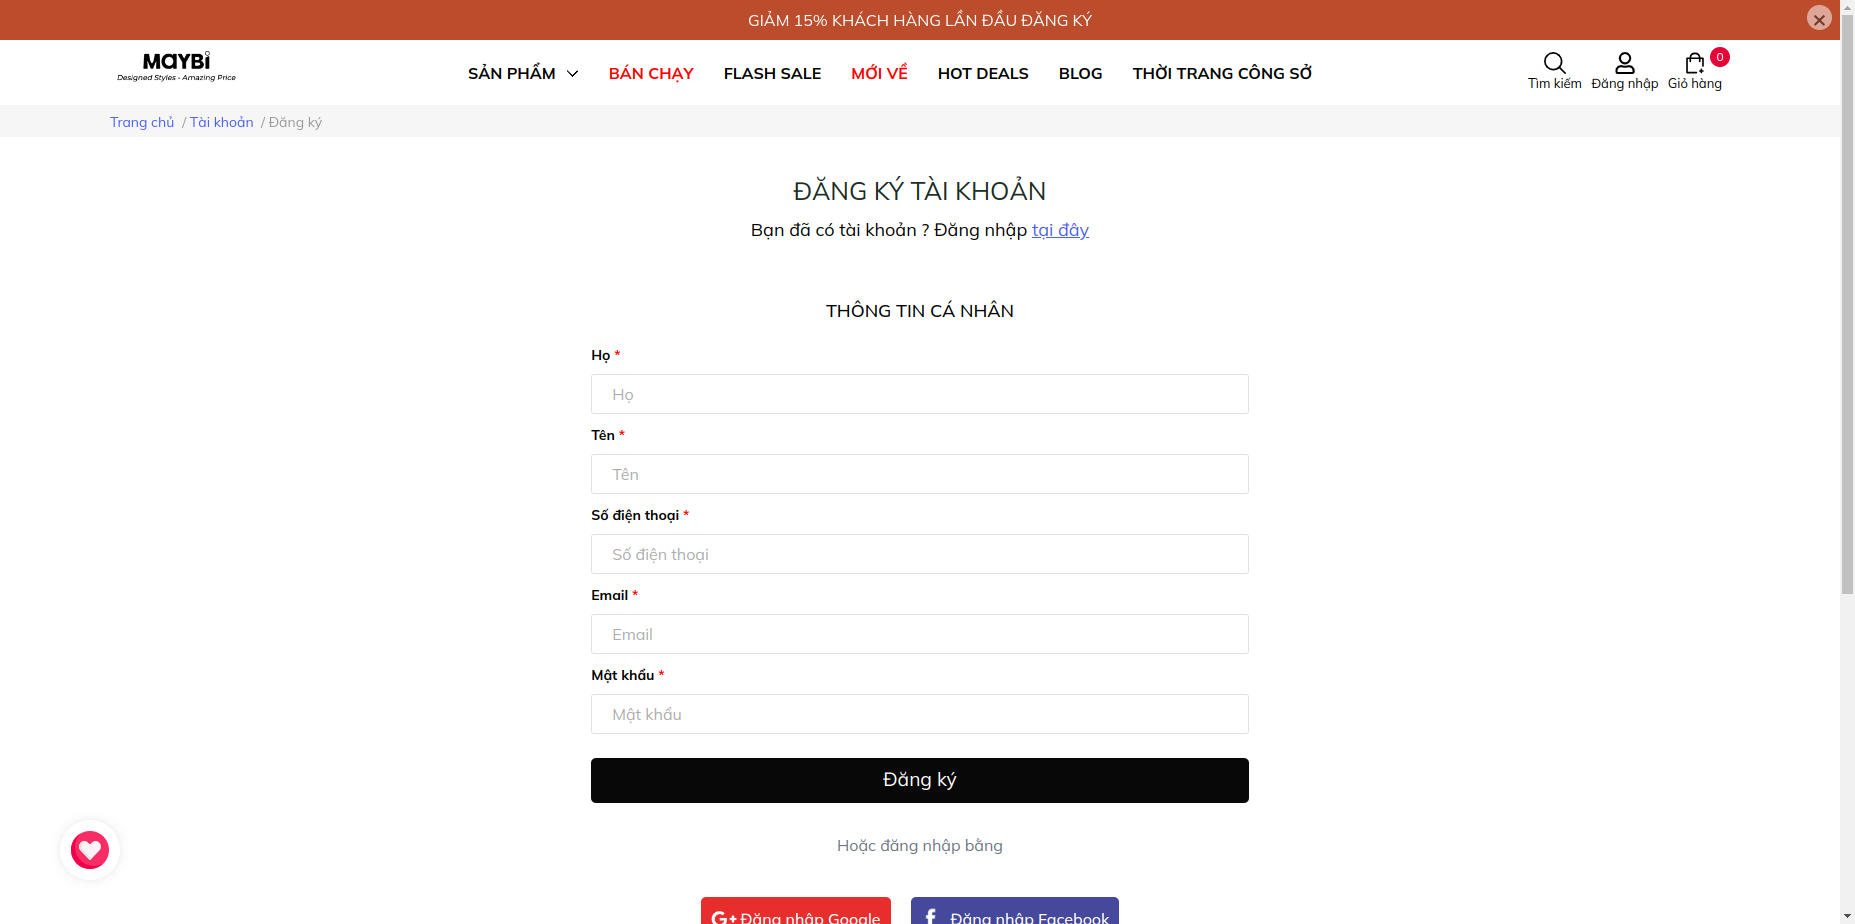 GIẢM 15% KHÁCH HÀNG LẦN ĐẦU ĐĂNG KÝ
MAYBi
Designed Styles - Amazing Price
SẢN PHẨM BÁN CHẠY FLASH SALE MỚI VỀ HOT DEALS BLOG THỜI TRANG CÔNG SỞ
0
Tìm kiếm Đăng nhập Giỏ hàng
Trang chủ / Tài khoản / Đăng ký
ĐĂNG KÝ TÀI KHOẢN
Bạn đã có tài khoản ? Đăng nhập tại đây
THÔNG TIN CÁ NHÂN
Họ *
Họ
Tên *
Tên
Số điện thoại *
Số điện thoại
Email *
Email
Mật khẩu *
Mật khẩu
Đăng ký
Hoặc đăng nhập bằng
G+ Đăng nhập Google f Đăng nhập Facebook